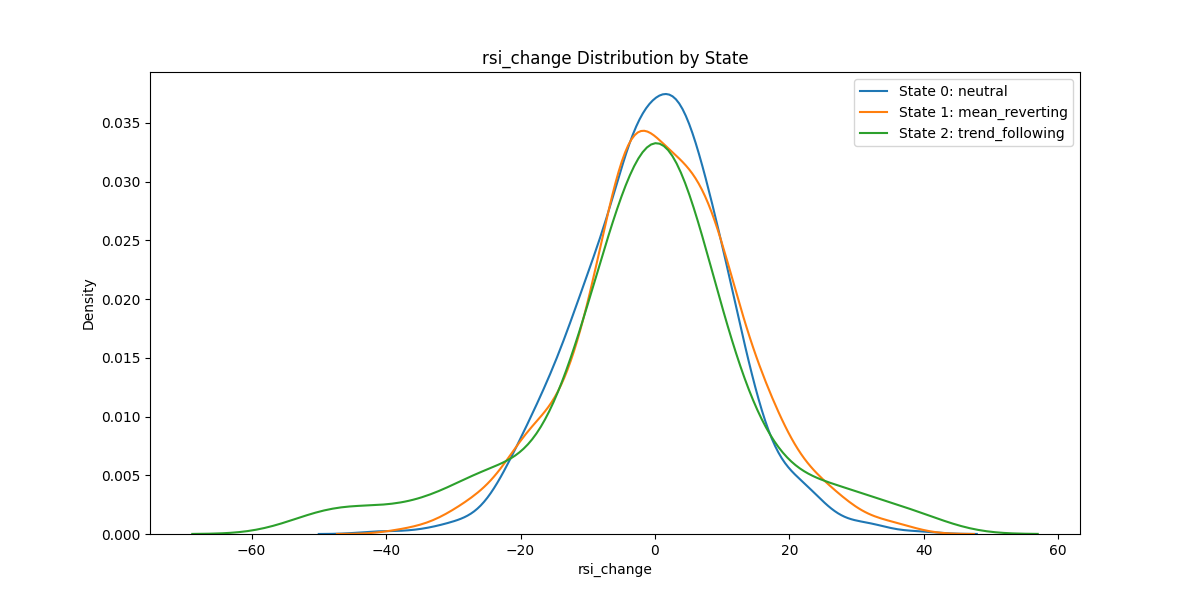 rsi_change Distribution by State
State 0: neutral
State 1: mean_reverting
State 2: trend_following
Density
0.035
0.030
0.025
0.020
0.015
0.010
0.005
0.000
−60
−40
−20
0
20
40
60
rsi_change